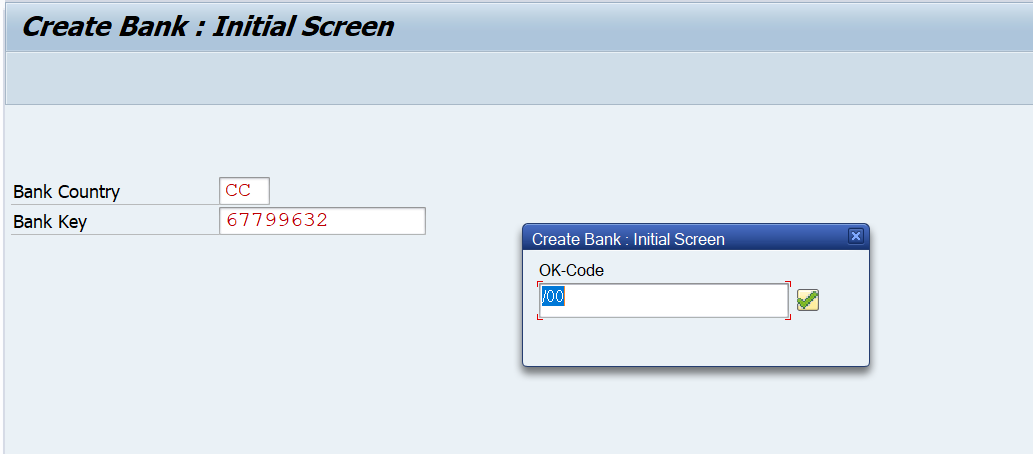 Create Bank : Initial Screen
Bank Country CC
Bank Key 67799632
Create Bank : Initial Screen
OK-Code
/00